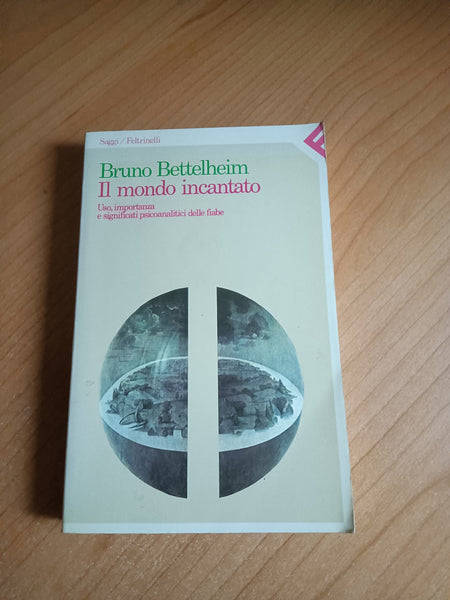 Saggi/Feltrinelli
Bruno Bettelheim
Il mondo incantato
Uso, importanza
e significati psicoanalitici delle fiabe